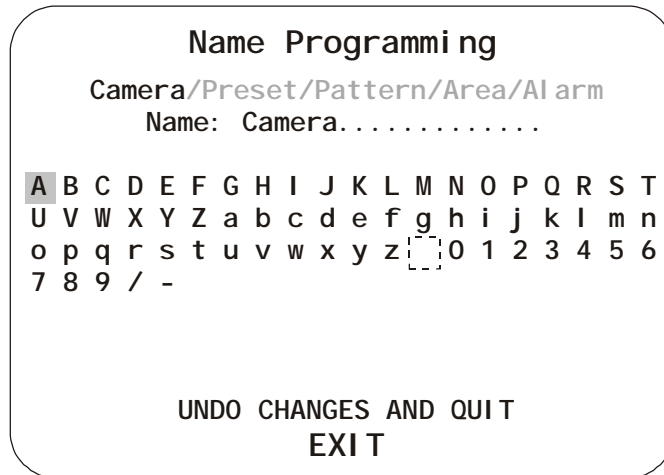 Name Programming
Camera/Preset/Pattern/Area/Alarm
Name: Camera.............
A B C D E F G H I J K L M N O P Q R S T
U V W X Y Z a b c d e f g h i j k l m n
o p q r s t u v w x y z   0 1 2 3 4 5 6
7 8 9 / -
UNDO CHANGES AND QUIT
EXIT